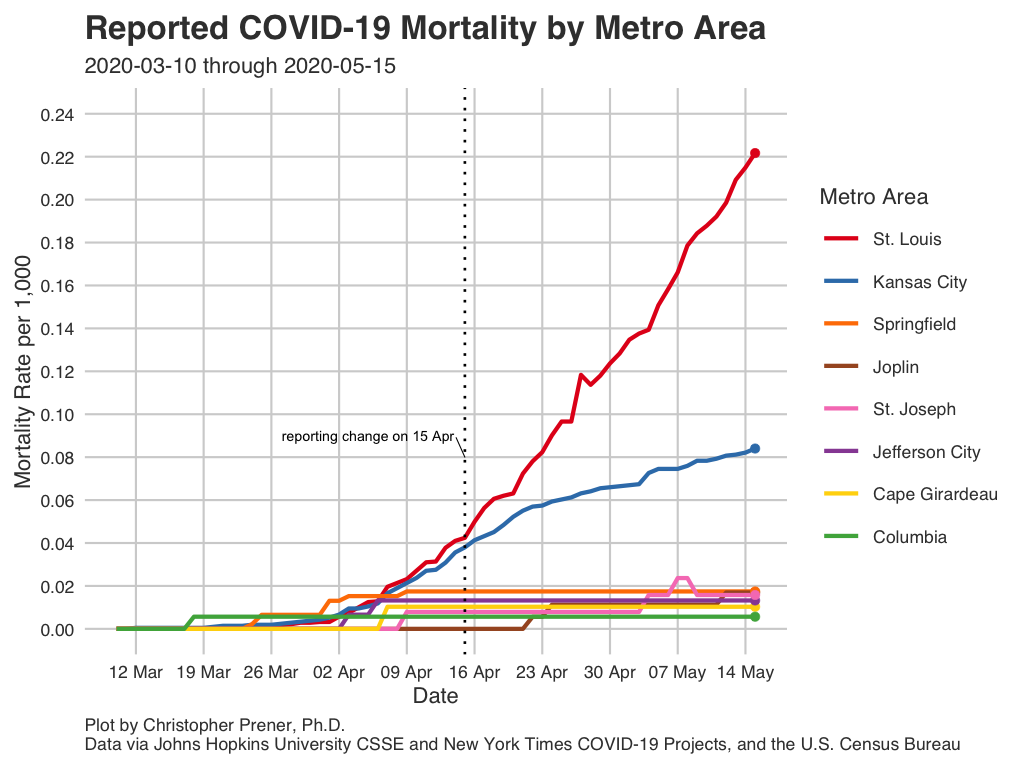 Reported COVID-19 Mortality by Metro Area
2020-03-10 through 2020-05-15
Mortality Rate per 1,000
0.24
0.22
0.20
0.18
0.16
0.14
0.12
0.10
0.08
0.06
0.04
0.02
0.00
reporting change on 15 Apr
12 Mar 19 Mar 26 Mar 02 Apr 09 Apr 16 Apr 23 Apr 30 Apr 07 May 14 May
Date
Metro Area
St. Louis
Kansas City
Springfield
Joplin
St. Joseph
Jefferson City
Cape Girardeau
Columbia
Plot by Christopher Prener, Ph.D.
Data via Johns Hopkins University CSSE and New York Times COVID-19 Projects, and the U.S. Census Bureau